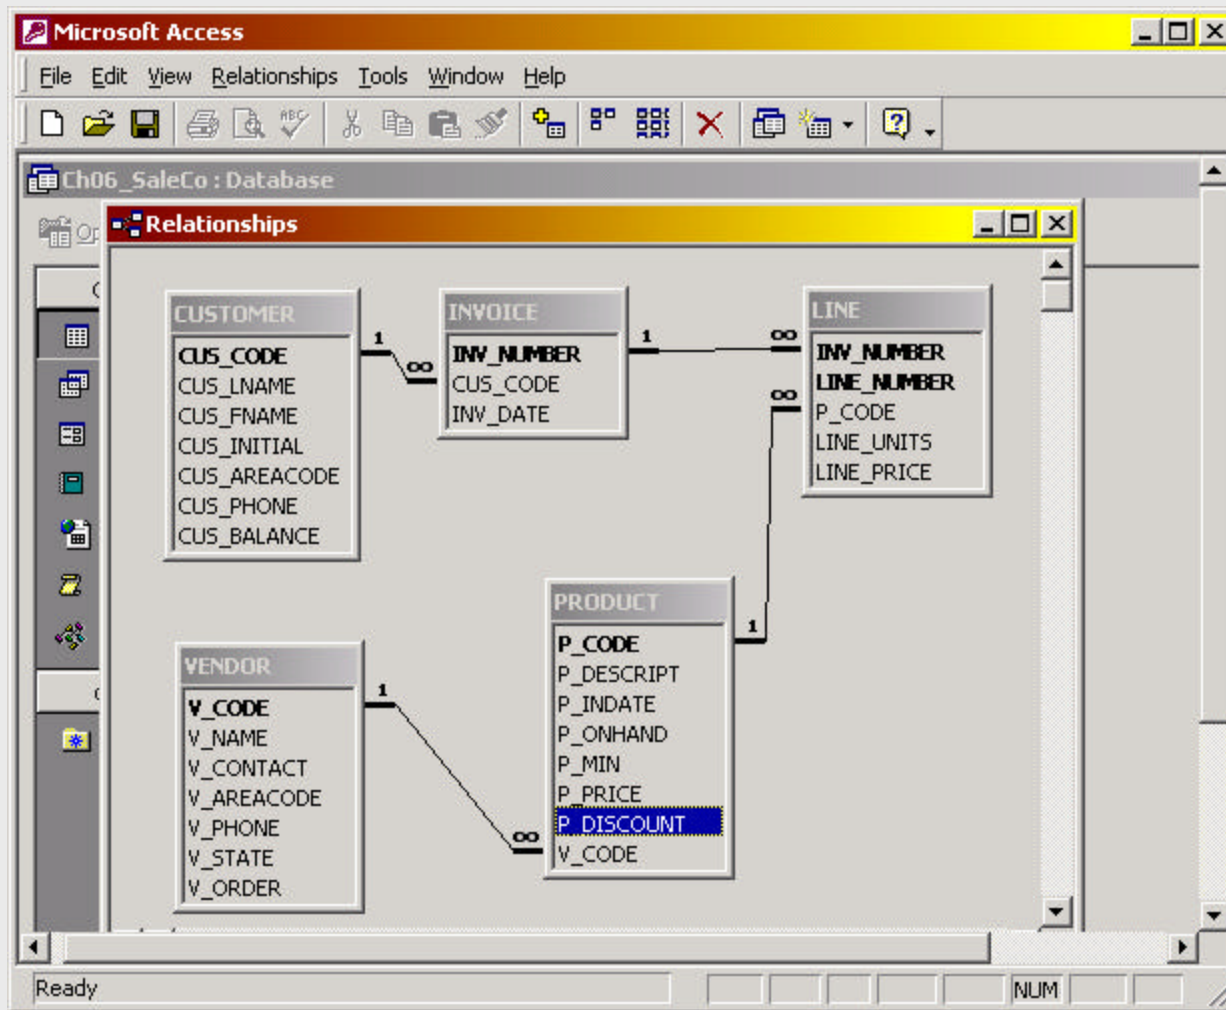 Microsoft Access
File Edit View Relationships Tools Window Help
ABC
Ch06_SaleCo : Database
Op
Relationships
CUSTOMER
CUS_CODE
CUS_LNAME
CUS_FNAME
CUS_INITIAL
CUS_AREACODE
CUS_PHONE
CUS_BALANCE
1
∞
INVOICE
INV_NUMBER
CUS_CODE
INV_DATE
1
∞
LINE
INV_NUMBER
LINE_NUMBER
P_CODE
LINE_UNITS
LINE_PRICE
∞
1
PRODUCT
P_CODE
P_DESCRIPT
P_INDATE
P_ONHAND
P_MIN
P_PRICE
P_DISCOUNT
V_CODE
VENDOR
V_CODE
V_NAME
V_CONTACT
V_AREACODE
V_PHONE
V_STATE
V_ORDER
1
∞
Ready
NUM